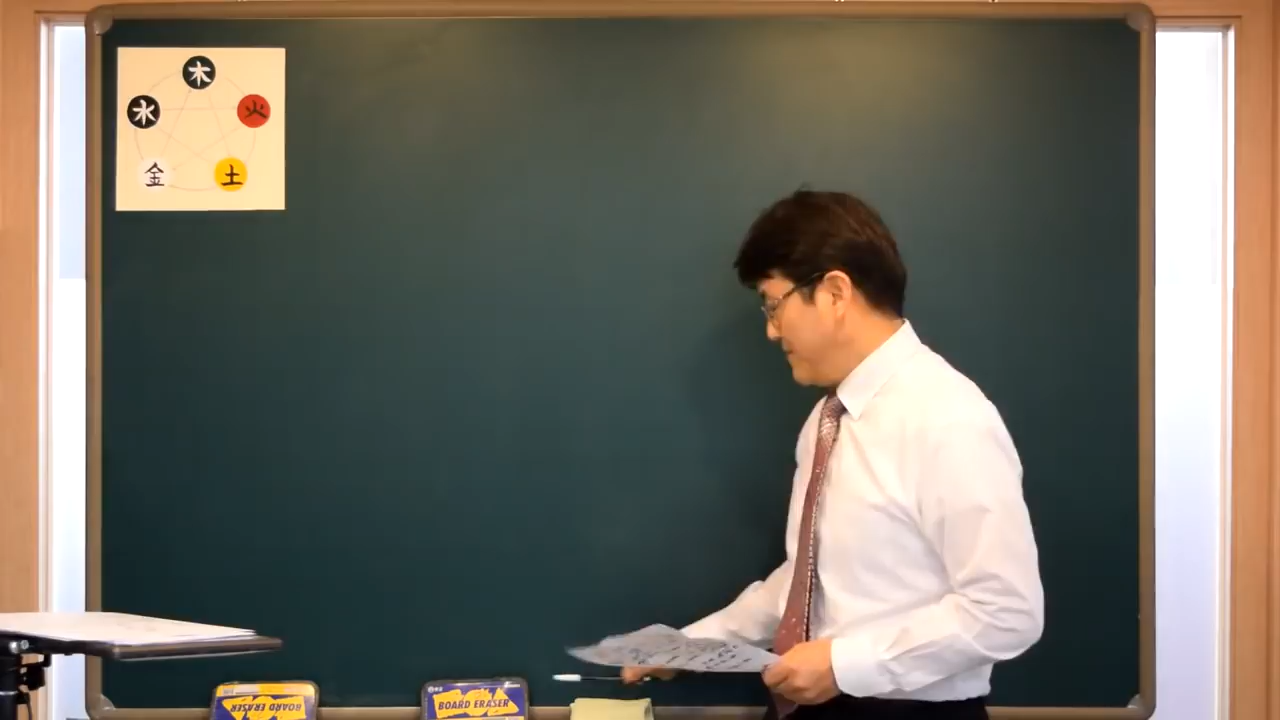 木
水 火
金 土
BOARD ERASER
BOARD ERASER